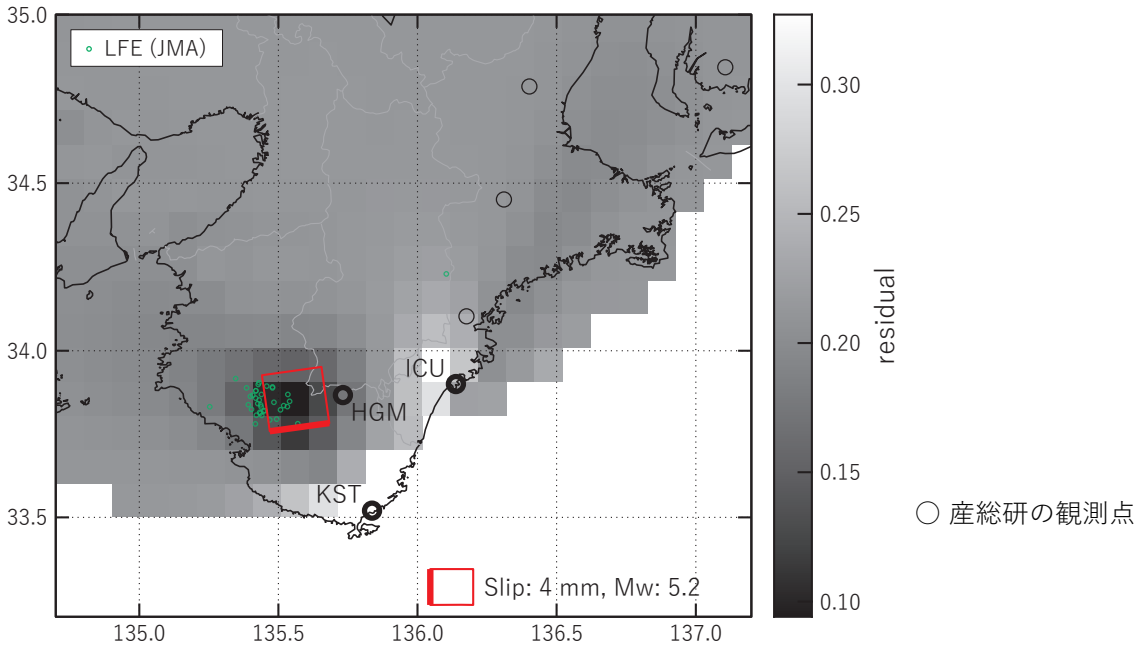 35.0
34.5
34.0
33.5
LFE (JMA)
ICU
HGM
KST
Slip: 4 mm, Mw: 5.2
135.0
135.5
136.0
136.5
137.0
0.30
0.25
0.20
0.15
0.10
residual
産総研の観測点